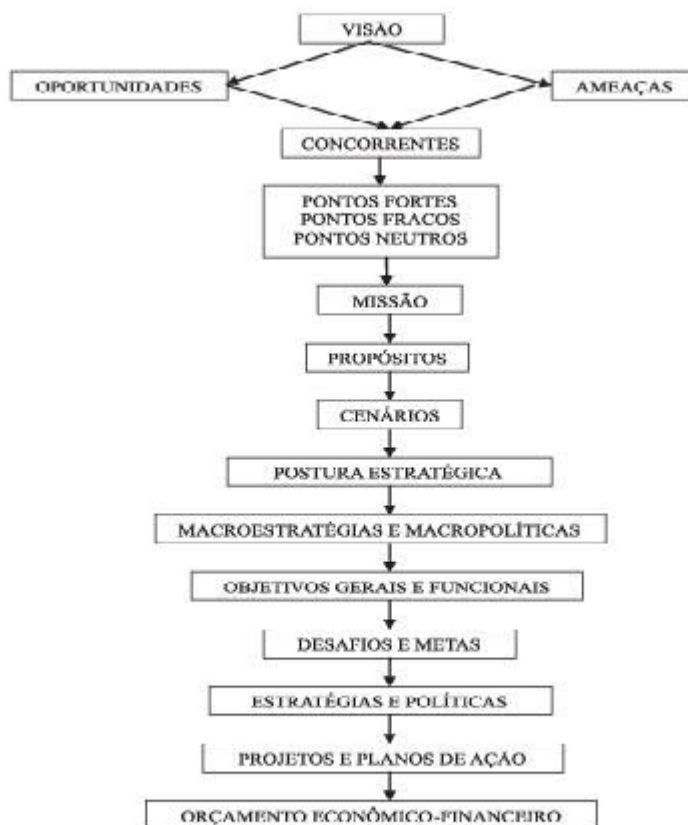 VISÃO
OPORTUNIDADES
AMEAÇAS
CONCORRENTES
PONTOS FORTES
PONTOS FRACOS
PONTOS NEUTROS
MISSÃO
PROPÓSITOS
CENÁRIOS
POSTURA ESTRATÉGICA
MACROESTRATÉGIAS E MACROPOLÍTICAS
OBJETIVOS GERAIS E FUNCIONAIS
DESAFIOS E METAS
ESTRATÉGIAS E POLÍTICAS
PROJETOS E PLANOS DE AÇÃO
ORÇAMENTO ECONÔMICO-FINANCEIRO